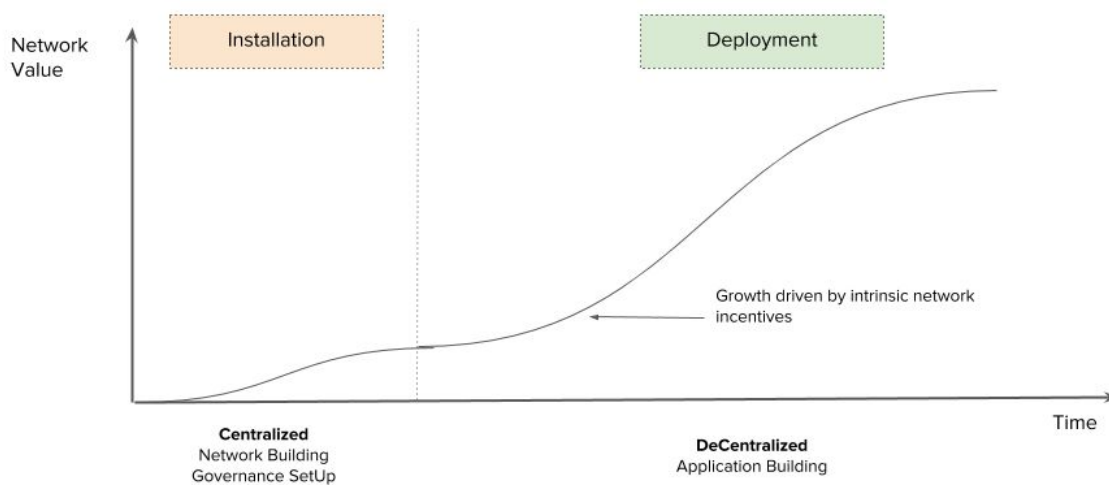 Network
Value
Installation
Deployment
Growth driven by intrinsic network
incentives
Time
Centralized
Network Building
Governance SetUp
DeCentralized
Application Building